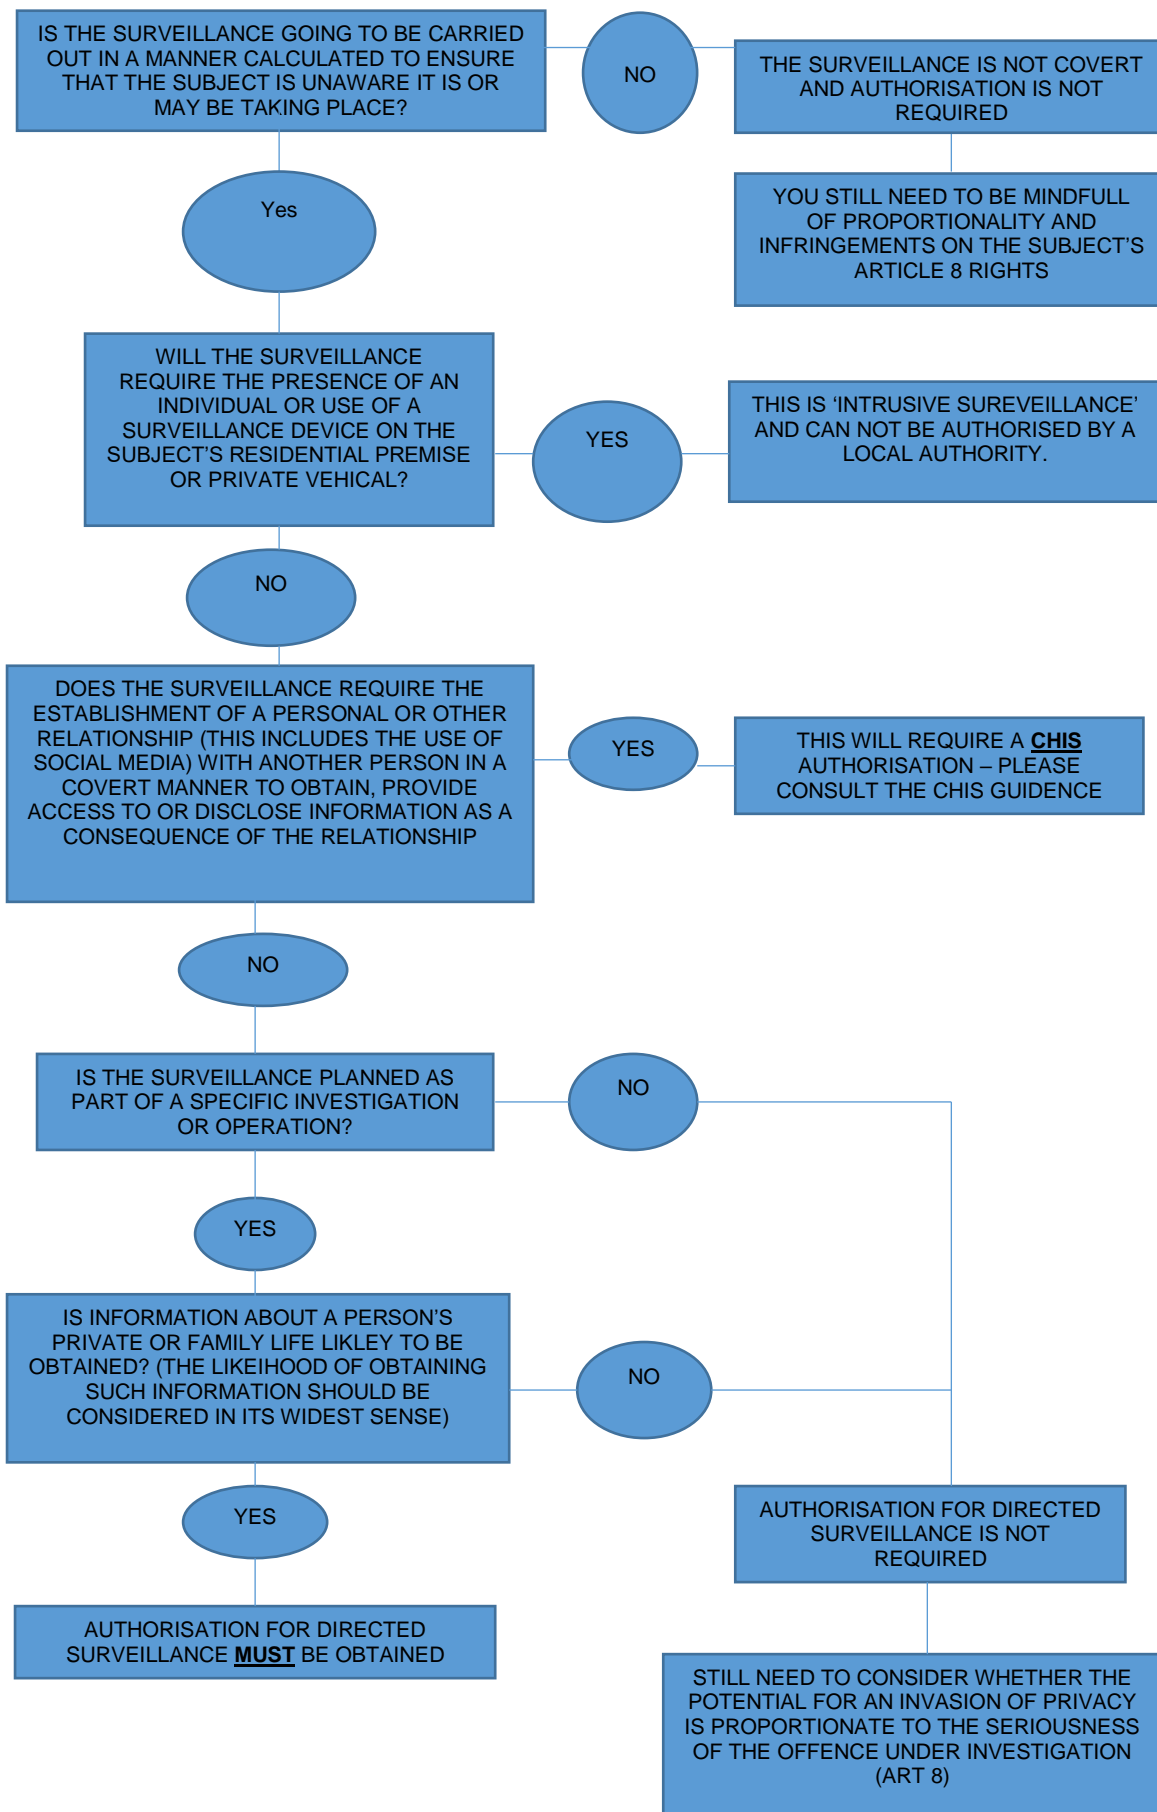 IS THE SURVEILLANCE GOING TO BE CARRIED
OUT IN A MANNER CALCULATED TO ENSURE
THAT THE SUBJECT IS UNAWARE IT IS OR
MAY BE TAKING PLACE?
NO
THE SURVEILLANCE IS NOT COVERT
AND AUTHORISATION IS NOT
REQUIRED
YOU STILL NEED TO BE MINDFULL
OF PROPORTIONALITY AND
INFRINGEMENTS ON THE SUBJECT’S
ARTICLE 8 RIGHTS
Yes
WILL THE SURVEILLANCE
REQUIRE THE PRESENCE OF AN
INDIVIDUAL OR USE OF A
SURVEILLANCE DEVICE ON THE
SUBJECT’S RESIDENTIAL PREMISE
OR PRIVATE VEHICAL?
YES
THIS IS ‘INTRUSIVE SUREVEILLANCE’
AND CAN NOT BE AUTHORISED BY A
LOCAL AUTHORITY.
NO
DOES THE SURVEILLANCE REQUIRE THE
ESTABLISHMENT OF A PERSONAL OR OTHER
RELATIONSHIP (THIS INCLUDES THE USE OF
SOCIAL MEDIA) WITH ANOTHER PERSON IN A
COVERT MANNER TO OBTAIN, PROVIDE
ACCESS TO OR DISCLOSE INFORMATION AS A
CONSEQUENCE OF THE RELATIONSHIP
YES
THIS WILL REQUIRE A CHIS
AUTHORISATION – PLEASE
CONSULT THE CHIS GUIDENCE
NO
IS THE SURVEILLANCE PLANNED AS
PART OF A SPECIFIC INVESTIGATION
OR OPERATION?
NO
YES
IS INFORMATION ABOUT A PERSON’S
PRIVATE OR FAMILY LIFE LIKLEY TO BE
OBTAINED? (THE LIKEIHOOD OF OBTAINING
SUCH INFORMATION SHOULD BE
CONSIDERED IN ITS WIDEST SENSE)
NO
YES
AUTHORISATION FOR DIRECTED
SURVEILLANCE IS NOT
REQUIRED
AUTHORISATION FOR DIRECTED
SURVEILLANCE MUST BE OBTAINED
STILL NEED TO CONSIDER WHETHER THE
POTENTIAL FOR AN INVASION OF PRIVACY
IS PROPORTIONATE TO THE SERIOUSNESS
OF THE OFFENCE UNDER INVESTIGATION
(ART 8)